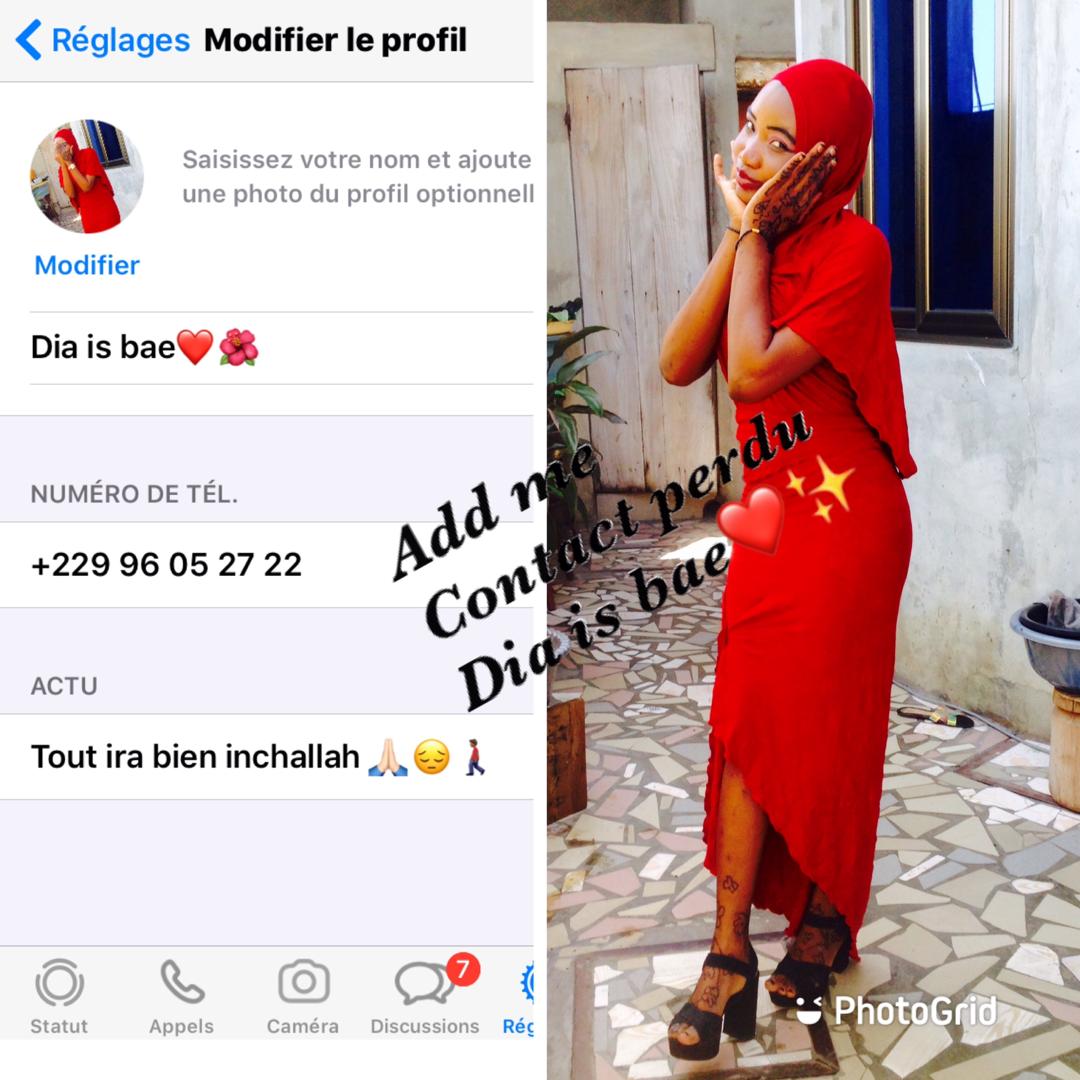 Réglages Modifier le profil
Saisissez votre nom et ajoute
une photo du profil optionnell
Modifier
Dia is bae❤️🌺
NUMÉRO DE TÉL.
+229 96 05 27 22
ACTU
Tout ira bien inchallah 🙏🏻😔🚶🏿‍♂️
Statut
Appels
Caméra
Discussions
7
Rég
Add me
Contact perdu
Dia is bae❤️✨
PhotoGrid